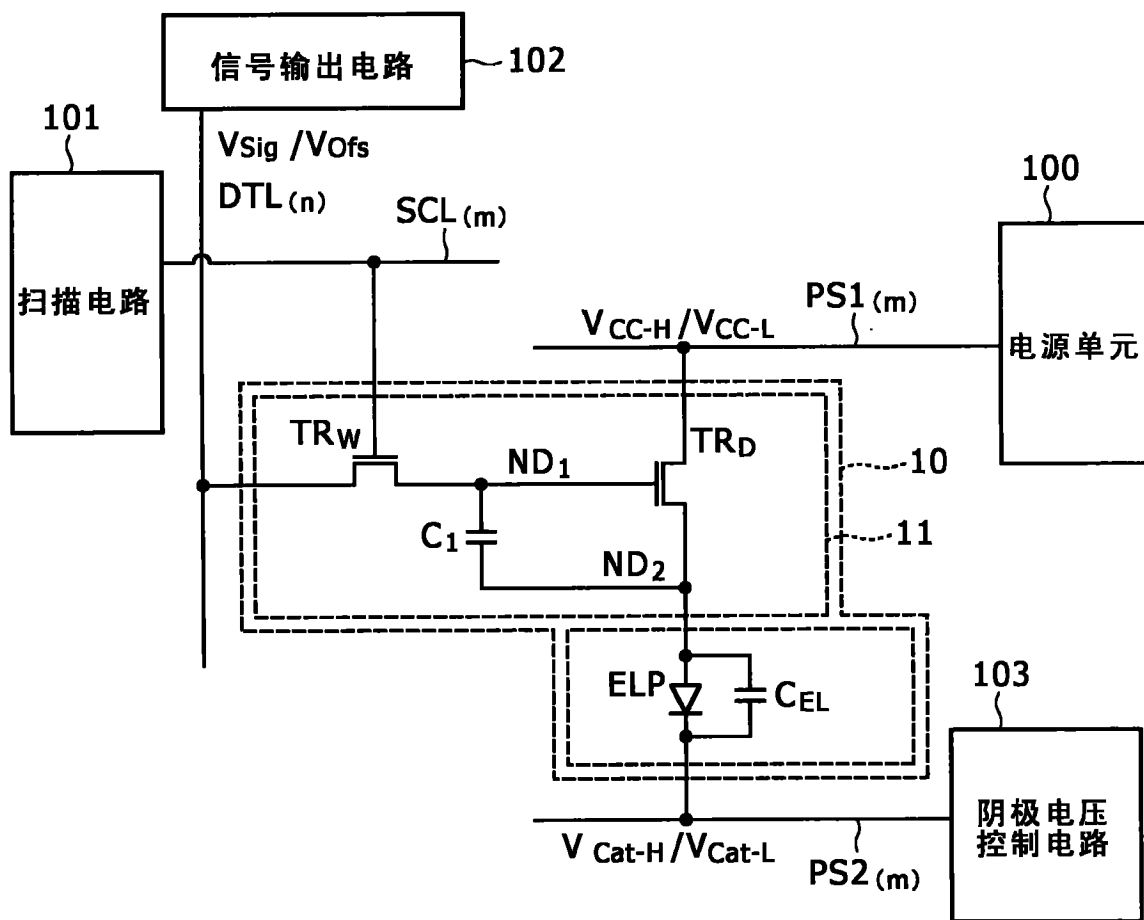 信号输出电路
102
101
VSig /VOfs
DTL(n)
SCL(m)
100
扫描电路
PS1(m)
VCC-H/VCC-L
电源单元
TRW
TRD
ND1
10
C1
11
ND2
ELP
CEL
103
阴极电压
控制电路
VCat-H/VCat-L
PS2(m)